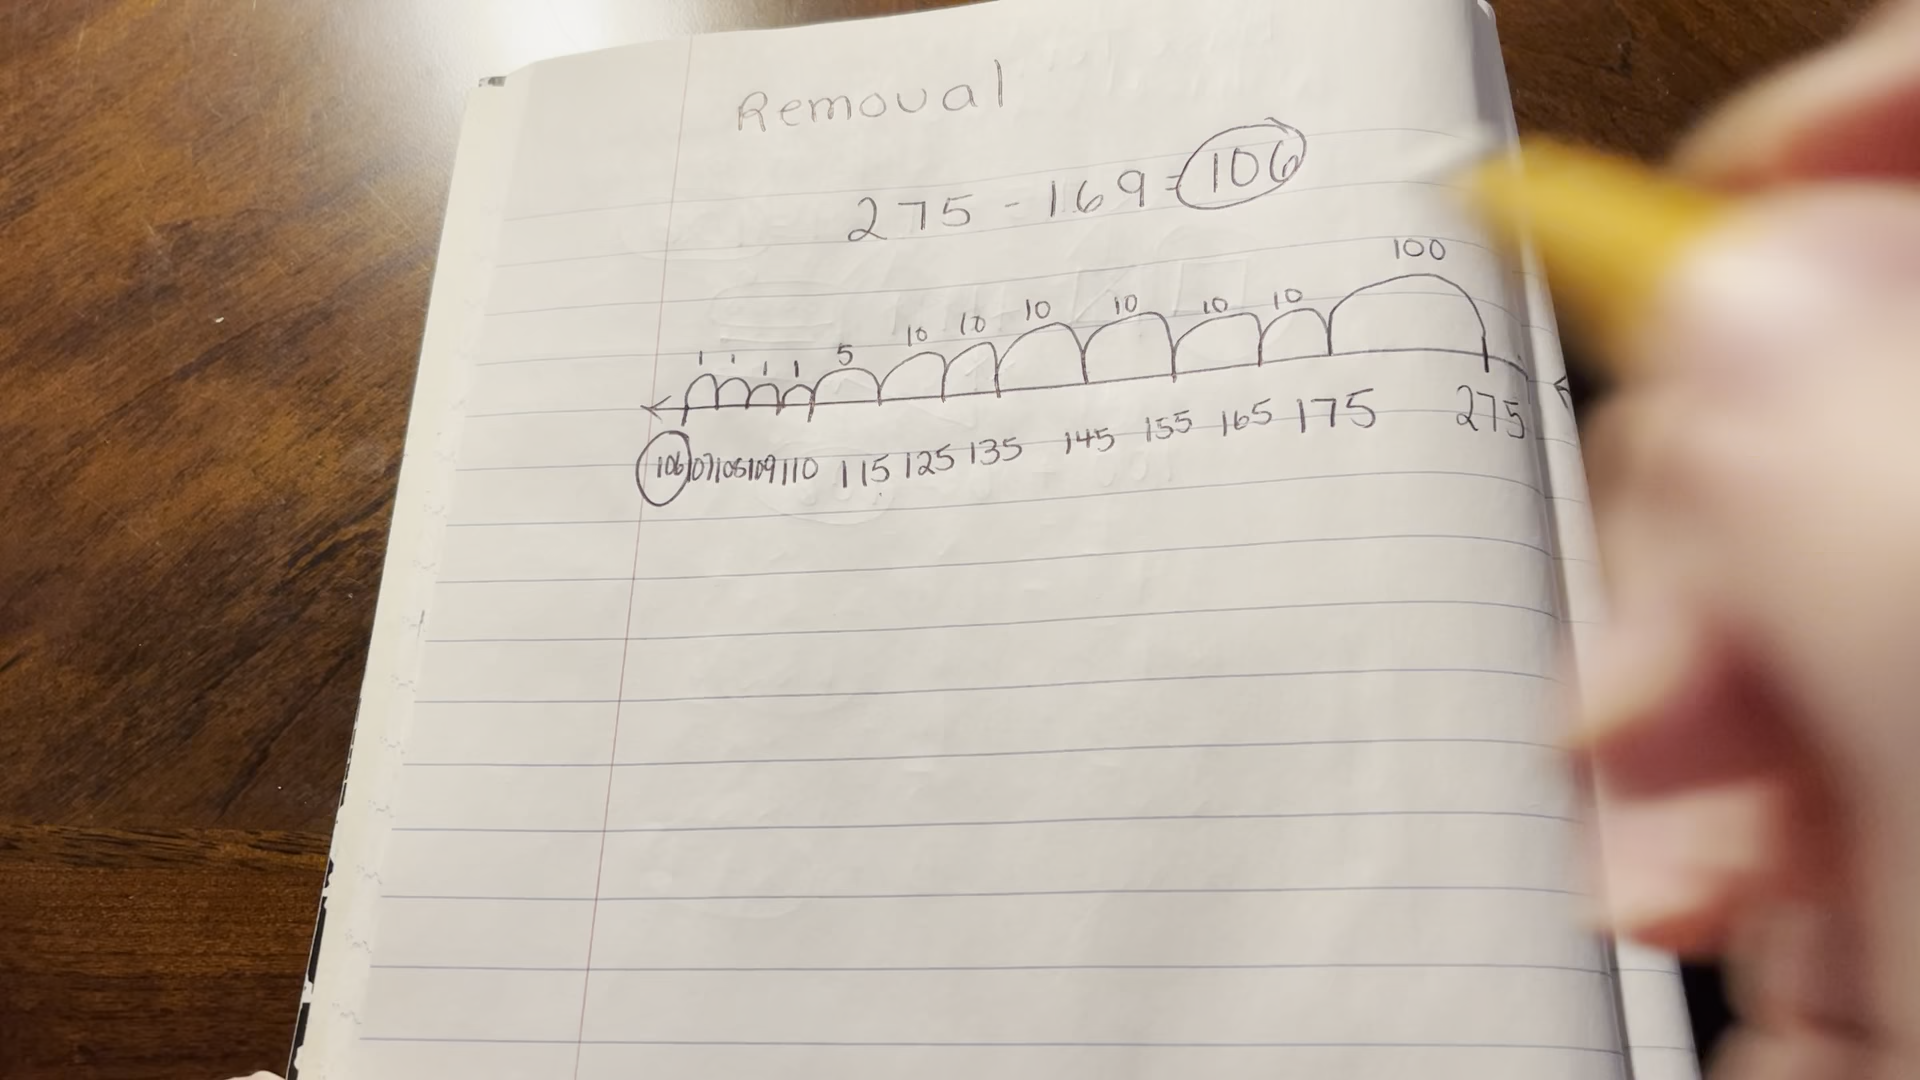 Removal
275 - 169 = 106
100
1 1 1 1 5 10 10 10 10 10 10
106 107 108 109 110 115 125 135 145 155 165 175 275